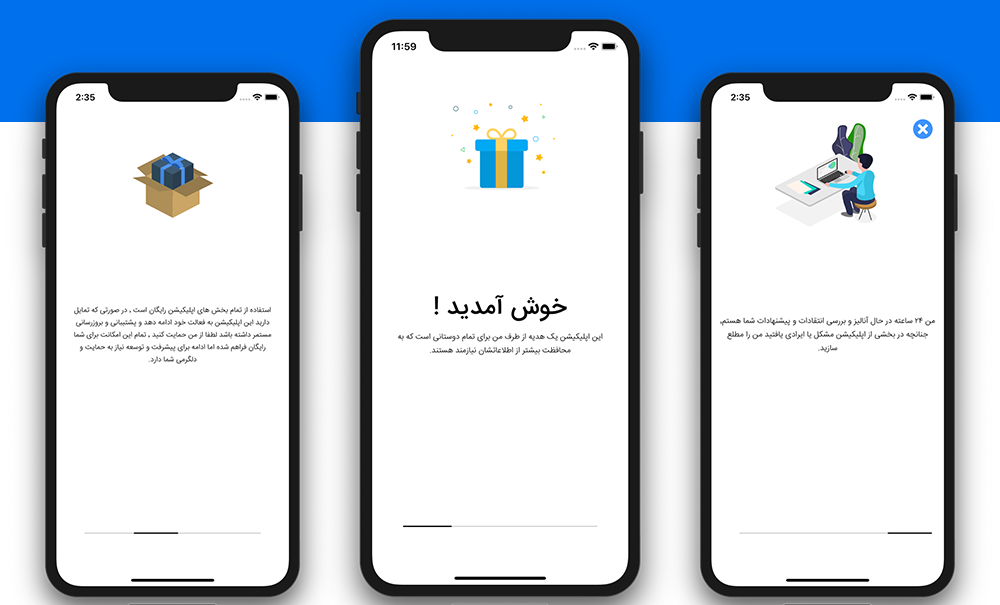 2:35
استفاده از تمام بخش های اپلیکیشن رایگان است ، در صورتی که تمایل
دارید این اپلیکیشن به فعالت خود ادامه دهد و پشتیبانی و بروزرسانی
مستمر داشته باشد لطفا از من حمایت کنید ، تمام این امکانت برای شما
رایگان فراهم شده اما ادامه برای پیشرفت و توسعه نیاز به حمایت و
دلگرمی شما دارد.
11:59
خوش آمدید !
این اپلیکیشن یک هدیه از طرف من برای تمام دوستانی است که به
محافظت بیشتر از اطلاعاتشان نیازمند هستند.
2:35
من ۲۴ ساعته در حال آنالیز و بررسی انتقادات و پیشنهادات شما هستم،
چنانچه در بخشی از اپلیکیشن مشکل یا ایرادی یافتید من را مطلع
سازید.